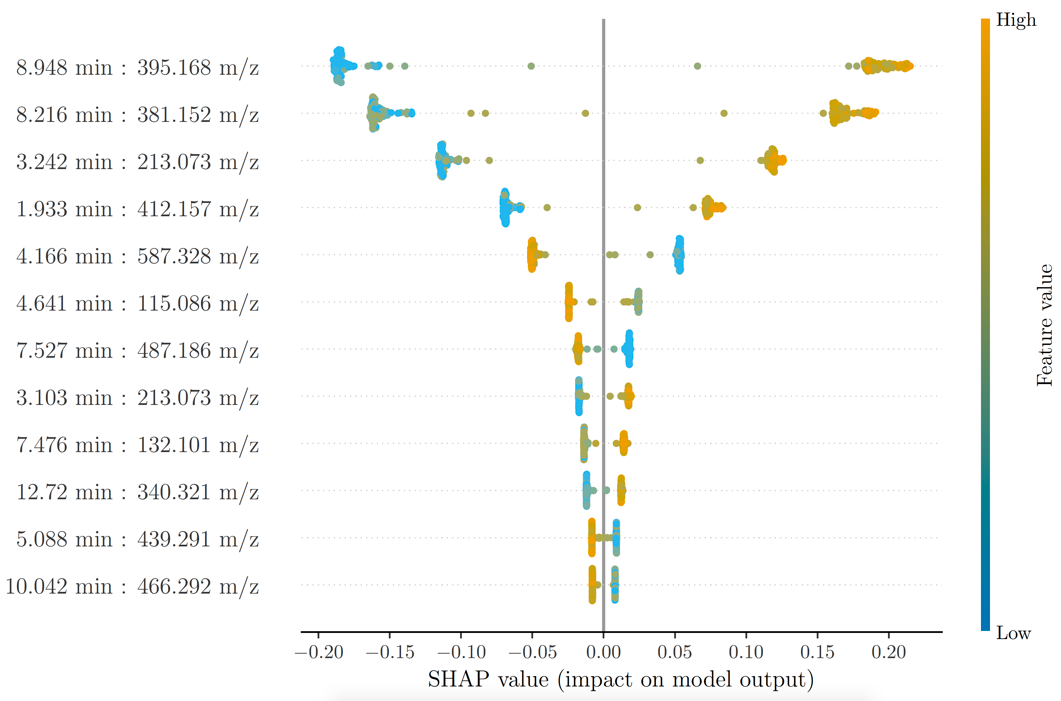 High
8.948 min : 395.168 m/z
8.216 min : 381.152 m/z
3.242 min : 213.073 m/z
1.933 min : 412.157 m/z
4.166 min : 587.328 m/z
4.641 min : 115.086 m/z
7.527 min : 487.186 m/z
3.103 min : 213.073 m/z
7.476 min : 132.101 m/z
12.72 min : 340.321 m/z
5.088 min : 439.291 m/z
10.042 min : 466.292 m/z
Feature value
Low
−0.20 −0.15 −0.10 −0.05 0.00 0.05 0.10 0.15 0.20
SHAP value (impact on model output)